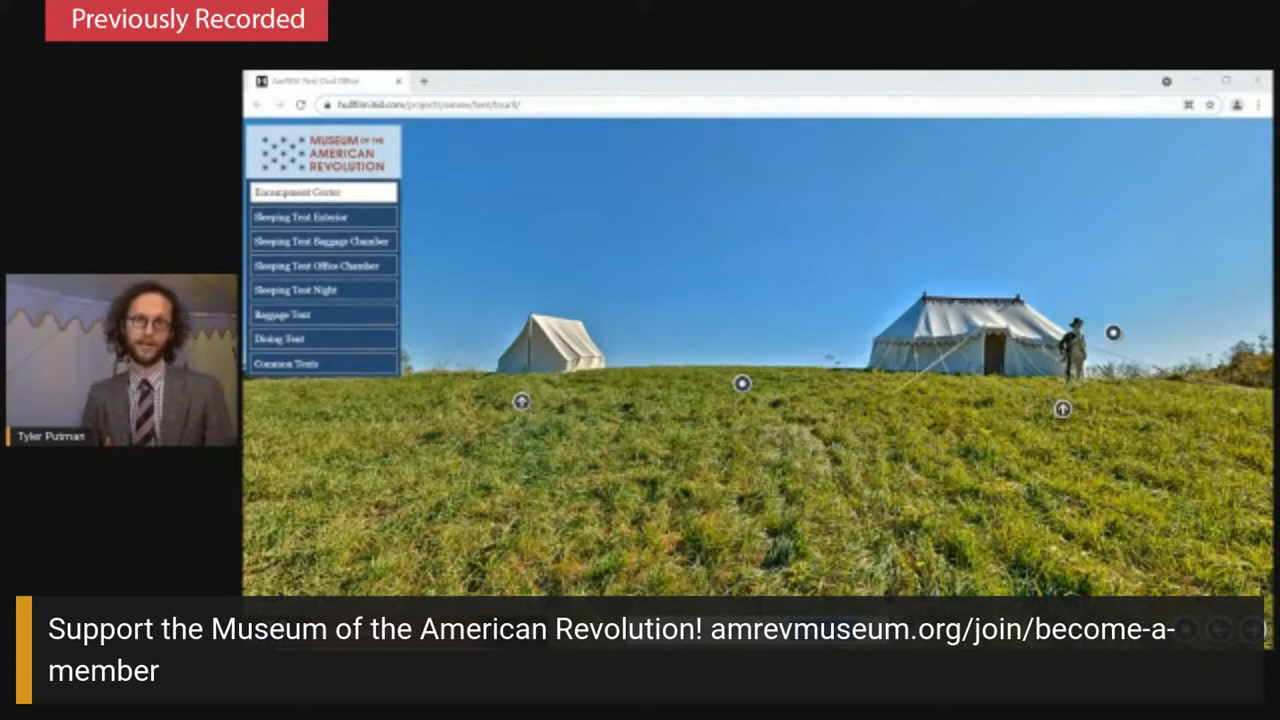 Previously Recorded
MUSEUM OF THE
AMERICAN
REVOLUTION
Encampment Center
Sleeping Tent Exterior
Sleeping Tent Baggage Chamber
Sleeping Tent Office Chamber
Sleeping Tent Night
Baggage Tent
Dining Tent
Common Tents
Tyler Putman
Support the Museum of the American Revolution! amrevmuseum.org/join/become-a-
member